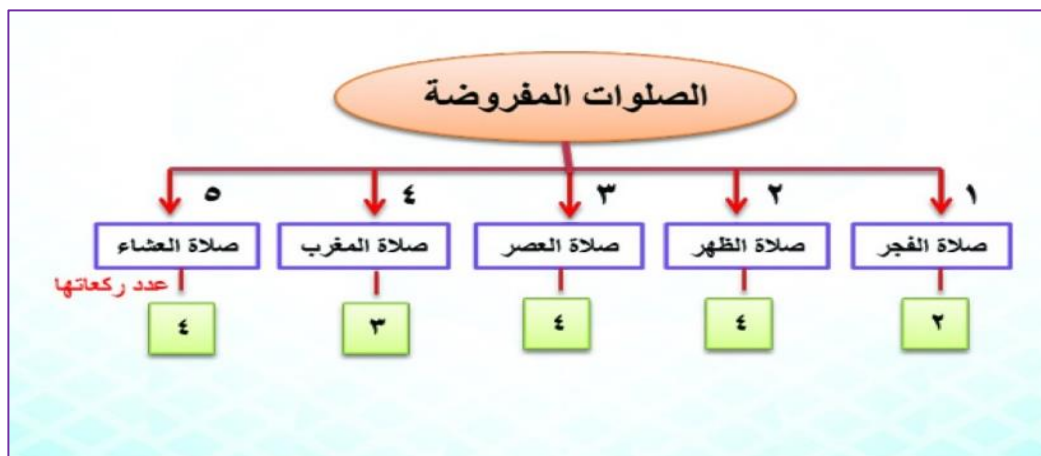 الصلوات المفروضة
١ ٢ ٣ ٤ ٥
صلاة الفجر صلاة الظهر صلاة العصر صلاة المغرب صلاة العشاء
عدد ركعاتها
٢ ٤ ٤ ٣ ٤